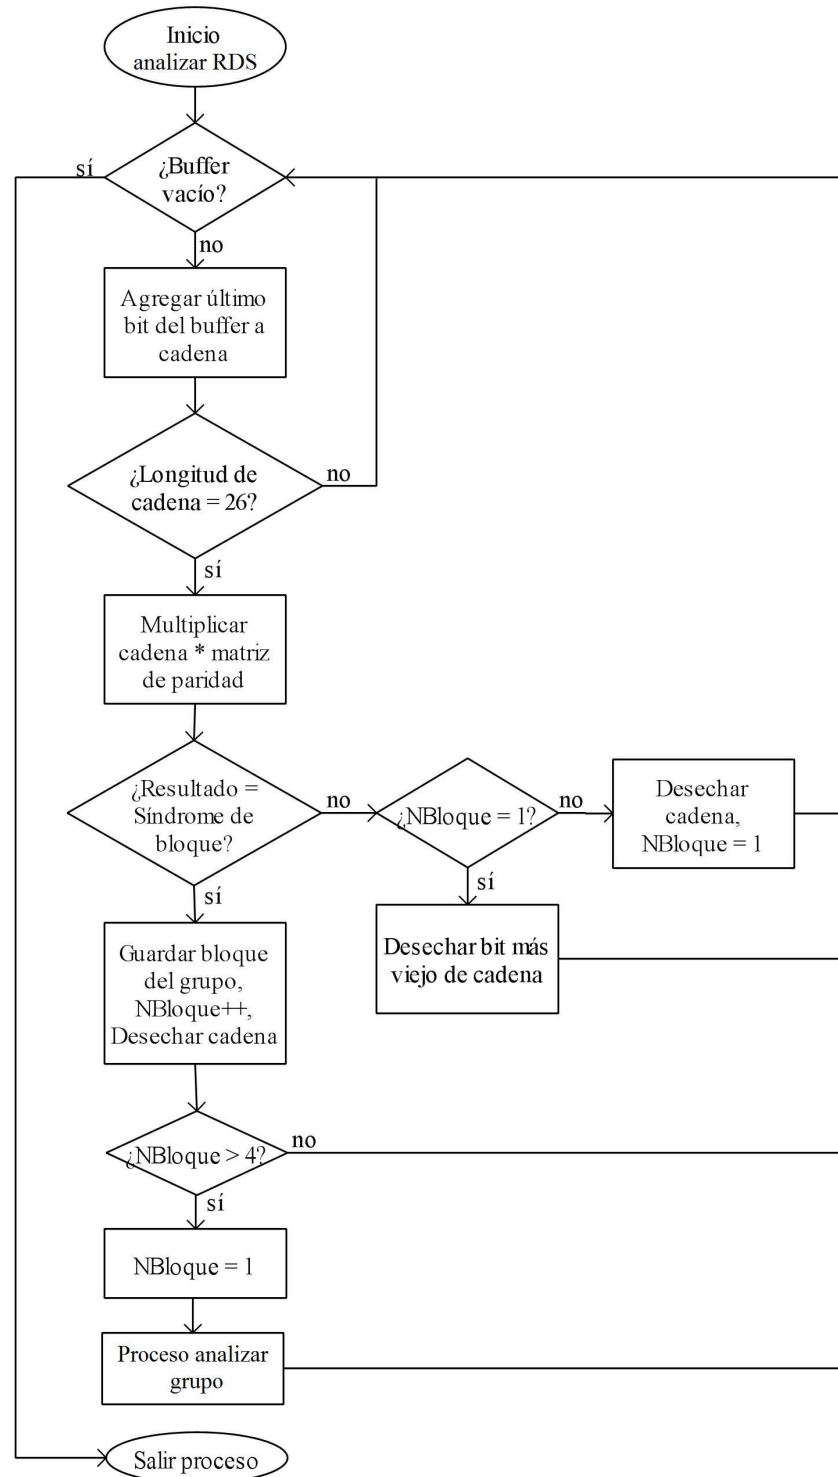 Inicio
analizar RDS
sí
¿Buffer
vacío?
no
Agregar último
bit del buffer a
cadena
¿Longitud de
cadena = 26?
no
sí
Multiplicar
cadena * matriz
de paridad
¿Resultado =
Síndrome de
bloque?
no
¿NBloque = 1?
no
Desechar
cadena,
NBloque = 1
sí
sí
Guardar bloque
del grupo,
NBloque++,
Desechar cadena
Desechar bit más
viejo de cadena
¿NBloque > 4?
no
sí
NBloque = 1
Proceso analizar
grupo
Salir proceso